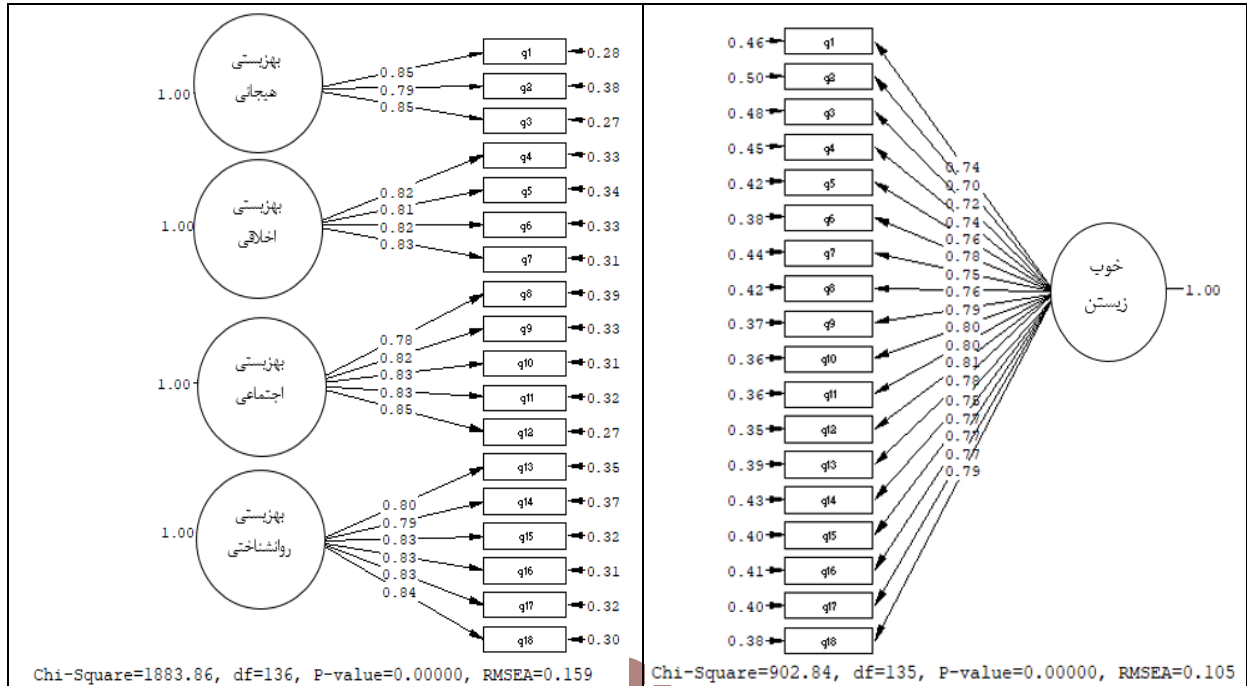 بهزیستی
هیجانی
1.00
0.85
0.79
0.85
q1
0.28
q2
0.38
q3
0.27
بهزیستی
اخلاقی
1.00
0.82
0.81
0.82
0.83
q4
0.33
q5
0.34
q6
0.33
q7
0.31
بهزیستی
اجتماعی
1.00
0.78
0.82
0.83
0.83
0.85
q8
0.39
q9
0.33
q10
0.31
q11
0.32
q12
0.27
بهزیستی
روانشناختی
1.00
0.80
0.79
0.83
0.83
0.83
0.84
q13
0.35
q14
0.37
q15
0.32
q16
0.31
q17
0.32
q18
0.30
Chi-Square=1883.86, df=136, P-value=0.00000, RMSEA=0.159
0.46
q1
0.50
q2
0.48
q3
0.45
q4
0.42
q5
0.38
q6
0.44
q7
0.42
q8
0.37
q9
0.36
q10
0.36
q11
0.35
q12
0.39
q13
0.43
q14
0.40
q15
0.41
q16
0.40
q17
0.38
q18
0.74
0.70
0.72
0.74
0.76
0.78
0.75
0.76
0.79
0.80
0.80
0.81
0.78
0.77
0.77
0.77
0.79
خوب
زیستن
1.00
Chi-Square=902.84, df=135, P-value=0.00000, RMSEA=0.105